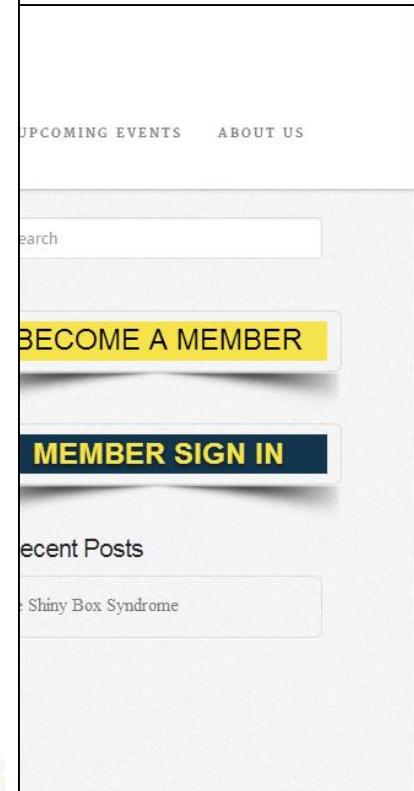 UPCOMING EVENTS ABOUT US
earch
BECOME A MEMBER
MEMBER SIGN IN
ecent Posts
e Shiny Box Syndrome